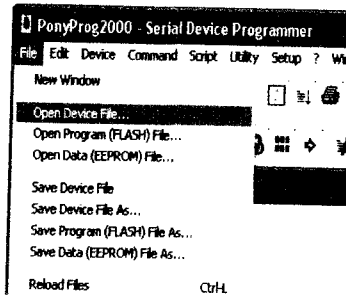 PonyProg2000 - Serial Device Programmer
File Edit Device Command Script Utility Setup ?
New Window
Open Device File...
Open Program (FLASH) File...
Open Data (EEPROM) File...
Save Device File
Save Device File As...
Save Program (FLASH) File As...
Save Data (EEPROM) File As...
Reload Files Ctrl-L